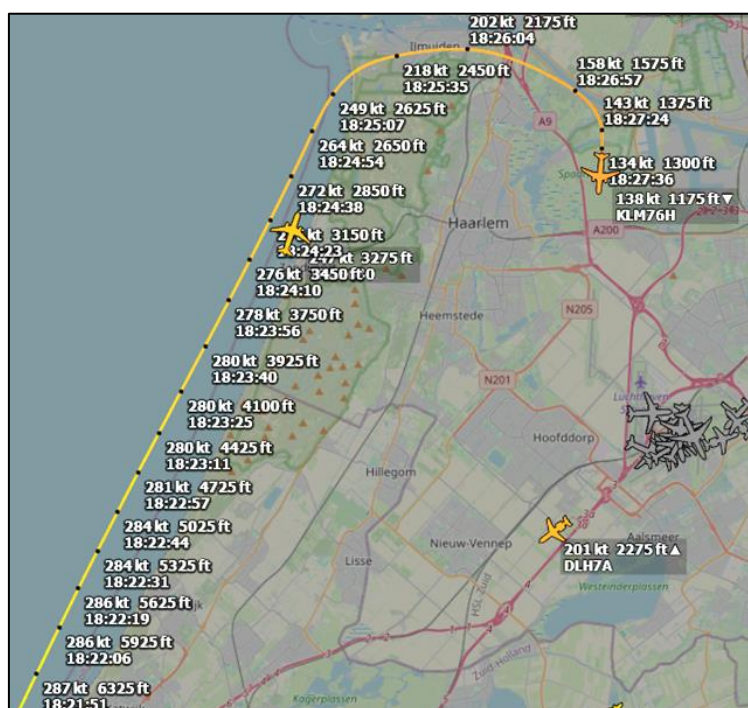 202 kt 2175 ft
18:26:04
IJmuiden
218 kt 2450 ft
18:25:35
158 kt 1575 ft
18:26:57
143 kt 1375 ft
18:27:24
249 kt 2625 ft
18:25:07
A9
264 kt 2650 ft
18:24:54
134 kt 1300 ft
18:27:36
272 kt 2850 ft
18:24:38
138 kt 1175 ft▼
KLM76H
Haarlem
A200
3150 ft
18:24:23
3275 ft
276 kt 3450 ft
18:24:10
278 kt 3750 ft
18:23:56
Heemstede
N205
280 kt 3925 ft
18:23:40
N201
280 kt 4100 ft
18:23:25
Luchthaven
280 kt 4425 ft
18:23:11
Hoofddorp
Hillegom
281 kt 4725 ft
18:22:57
284 kt 5025 ft
18:22:44
Nieuw-Vennep
Aalsmeer
201 kt 2275 ft▲
DLH7A
Lisse
284 kt 5325 ft
18:22:31
HSL Zuid
Westeinderplassen
286 kt 5625 ft
18:22:19
286 kt 5925 ft
18:22:06
Zuid-Holland
287 kt 6325 ft
18:21:51
Kagerplassen